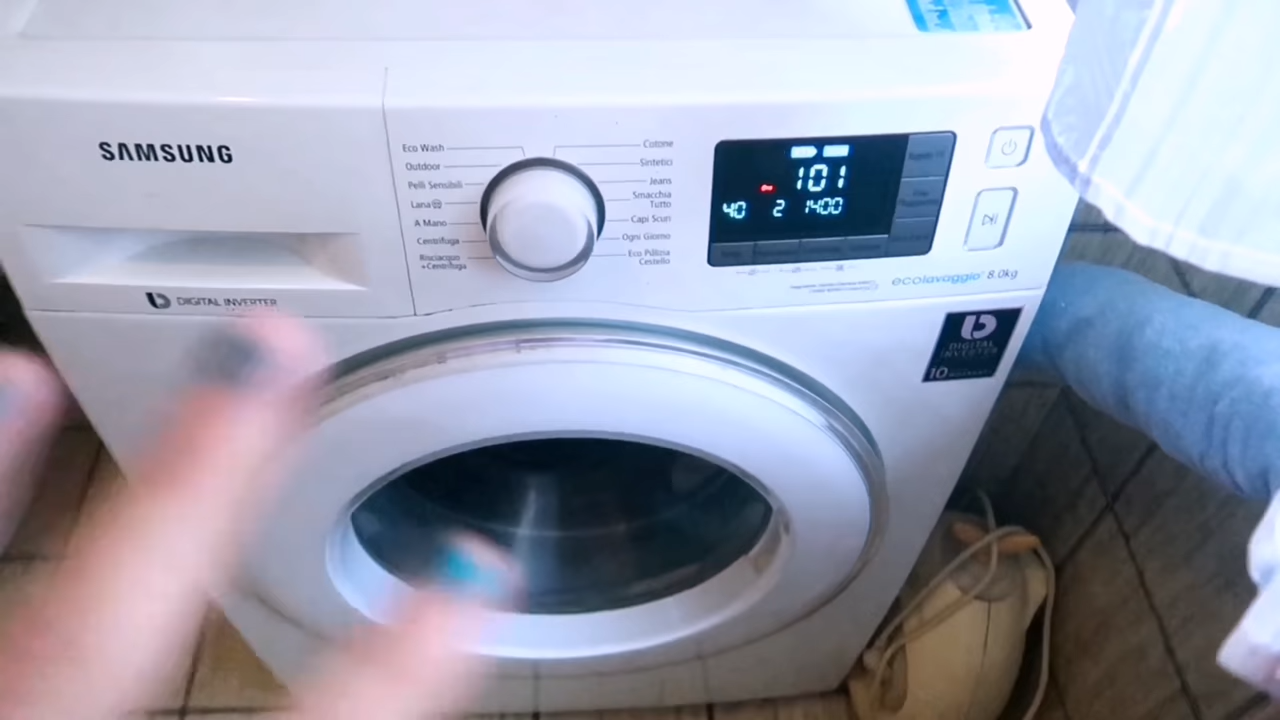 SAMSUNG
Eco Wash
Outdoor
Pelli Sensibili
Lana
A Mano
Centrifuga
Risciacquo
+Centrifuga
Cotone
Sintetici
Jeans
Smacchia
Tutto
Capi Scuri
Ogni Giorno
Eco Pulizia
Cestello
101
40 2 1400
ecolavaggio 8.0kg
DIGITAL INVERTER
DIGITAL
INVERTER
10